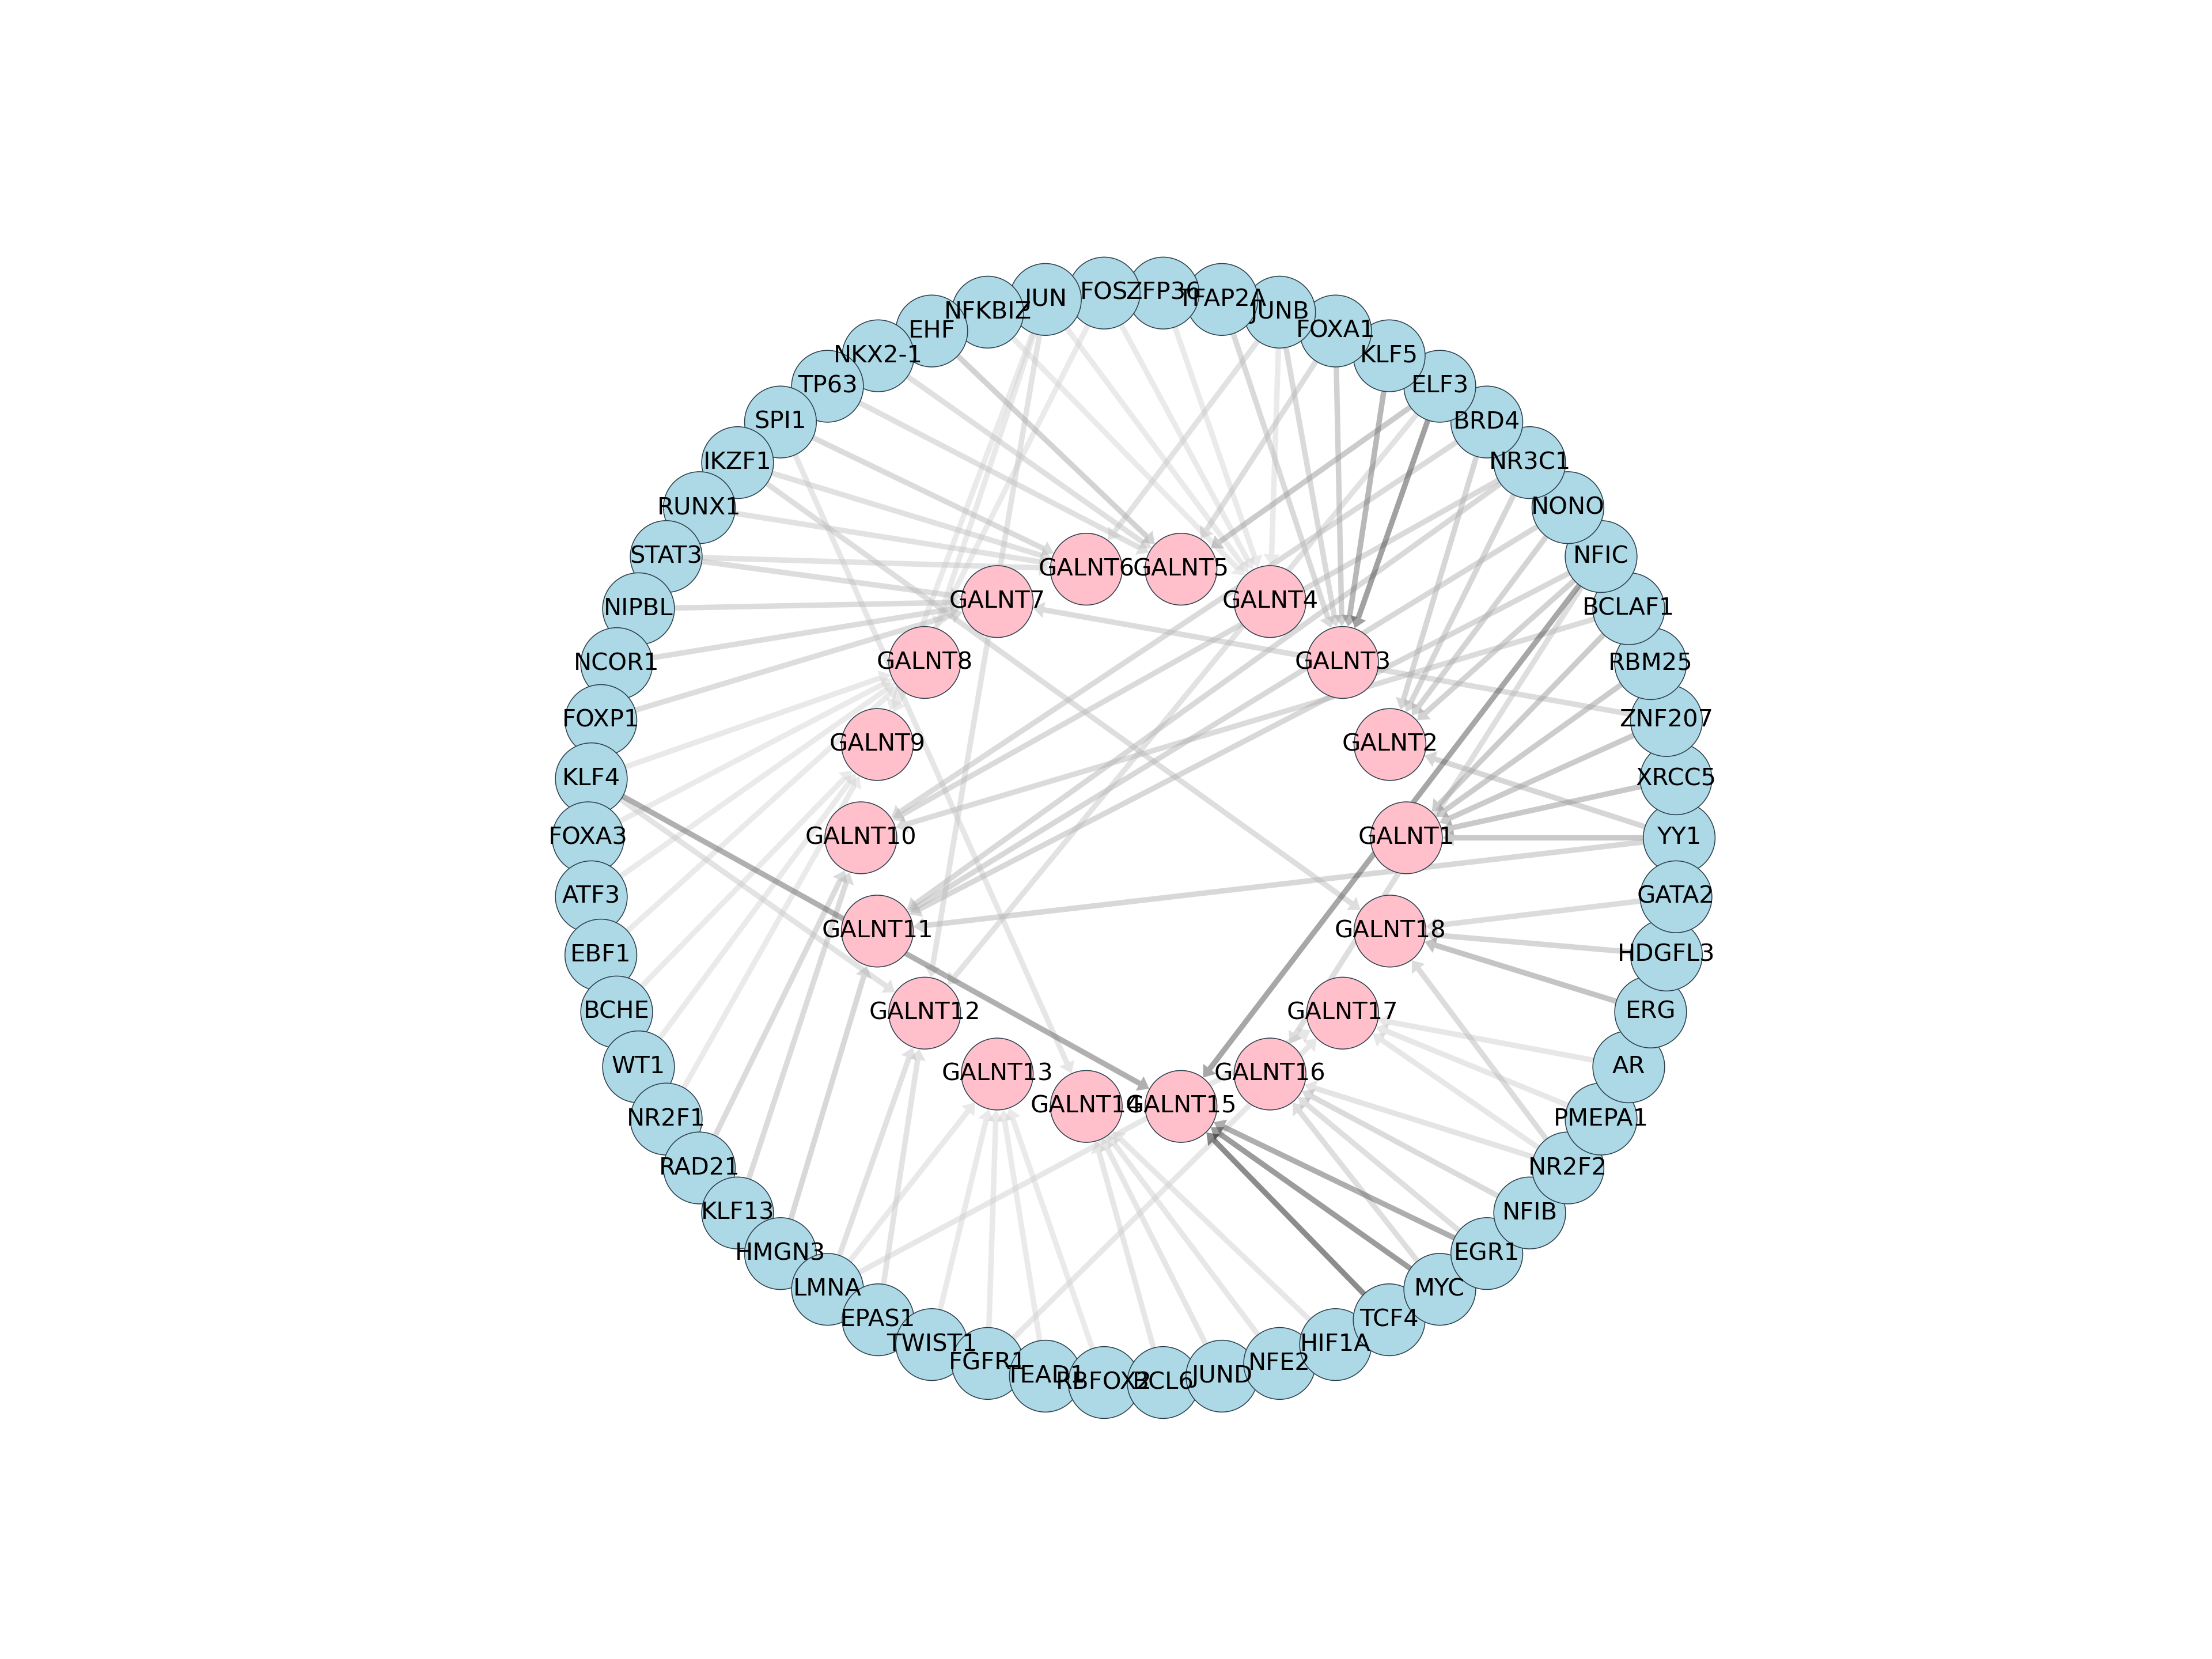 JUN
FOS
ZFP36
TFAP2A
JUNB
FOXA1
KLF5
ELF3
BRD4
NR3C1
NONO
NFIC
BCLAF1
RBM25
ZNF207
XRCC5
YY1
GATA2
HDGFL3
ERG
AR
PMEPA1
NR2F2
NFIB
EGR1
MYC
TCF4
HIF1A
NFE2
JUND
BCL6
RBFOX2
TEAD1
FGFR1
TWIST1
EPAS1
LMNA
HMGN3
KLF13
RAD21
NR2F1
WT1
BCHE
EBF1
ATF3
FOXA3
KLF4
FOXP1
NCOR1
NIPBL
STAT3
RUNX1
IKZF1
SPI1
TP63
NKX2-1
EHF
NFKBIZ
GALNT1
GALNT2
GALNT3
GALNT4
GALNT5
GALNT6
GALNT7
GALNT8
GALNT9
GALNT10
GALNT11
GALNT12
GALNT13
GALNT14
GALNT15
GALNT16
GALNT17
GALNT18